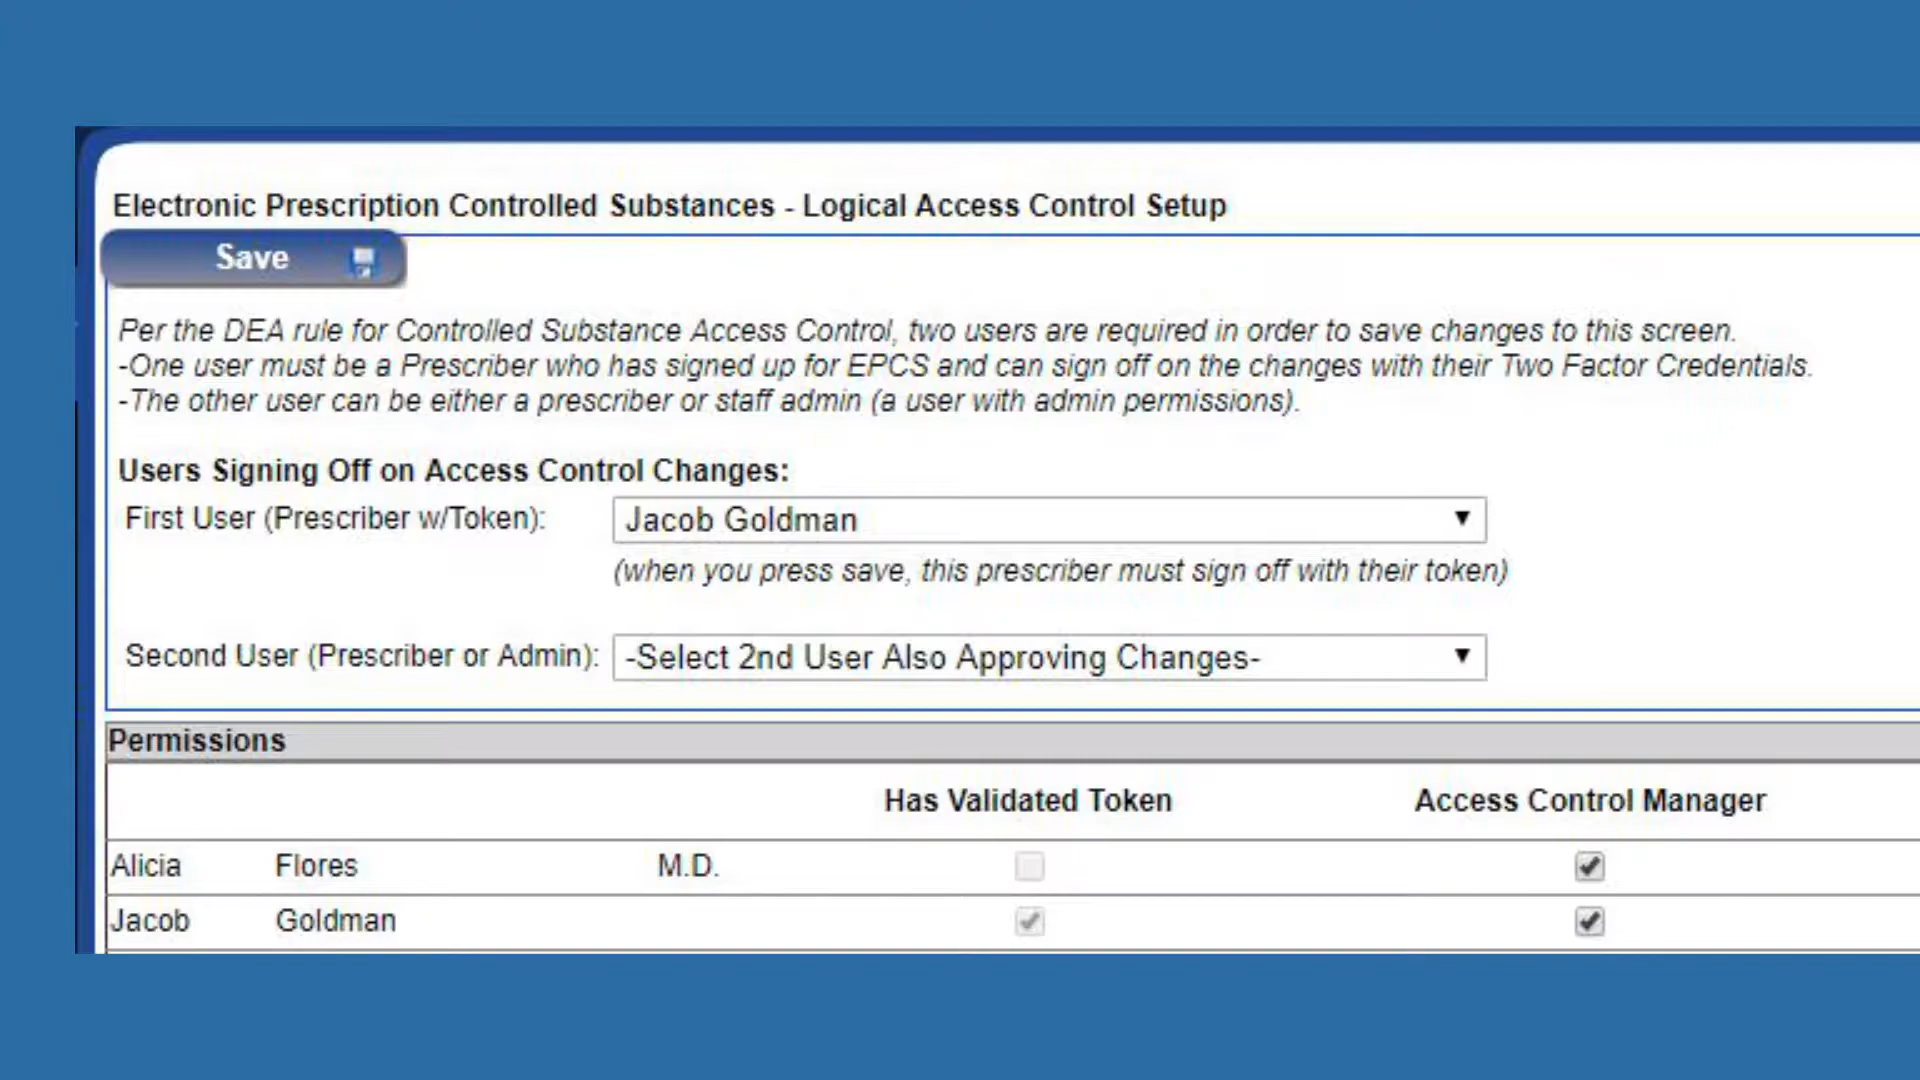 Electronic Prescription Controlled Substances - Logical Access Control Setup
Save
Per the DEA rule for Controlled Substance Access Control, two users are required in order to save changes to this screen.
-One user must be a Prescriber who has signed up for EPCS and can sign off on the changes with their Two Factor Credentials.
-The other user can be either a prescriber or staff admin (a user with admin permissions).
Users Signing Off on Access Control Changes:
First User (Prescriber w/Token): Jacob Goldman
(when you press save, this prescriber must sign off with their token)
Second User (Prescriber or Admin): -Select 2nd User Also Approving Changes-
Permissions
Has Validated Token Access Control Manager
Alicia Flores M.D.
Jacob Goldman